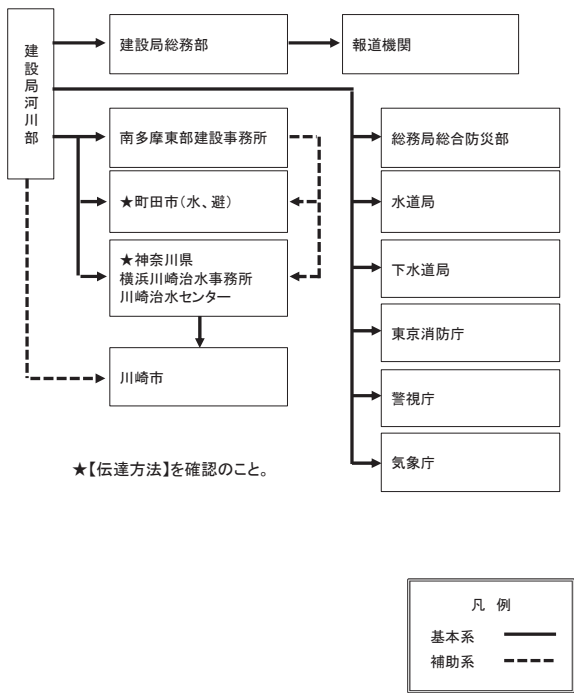 建設局河川部
建設局総務部
報道機関
南多摩東部建設事務所
★町田市（水、避）
★神奈川県
横浜川崎治水事務所
川崎治水センター
川崎市
総務局総合防災部
水道局
下水道局
東京消防庁
警視庁
気象庁
★【伝達方法】を確認のこと。
凡 例
基本系
補助系